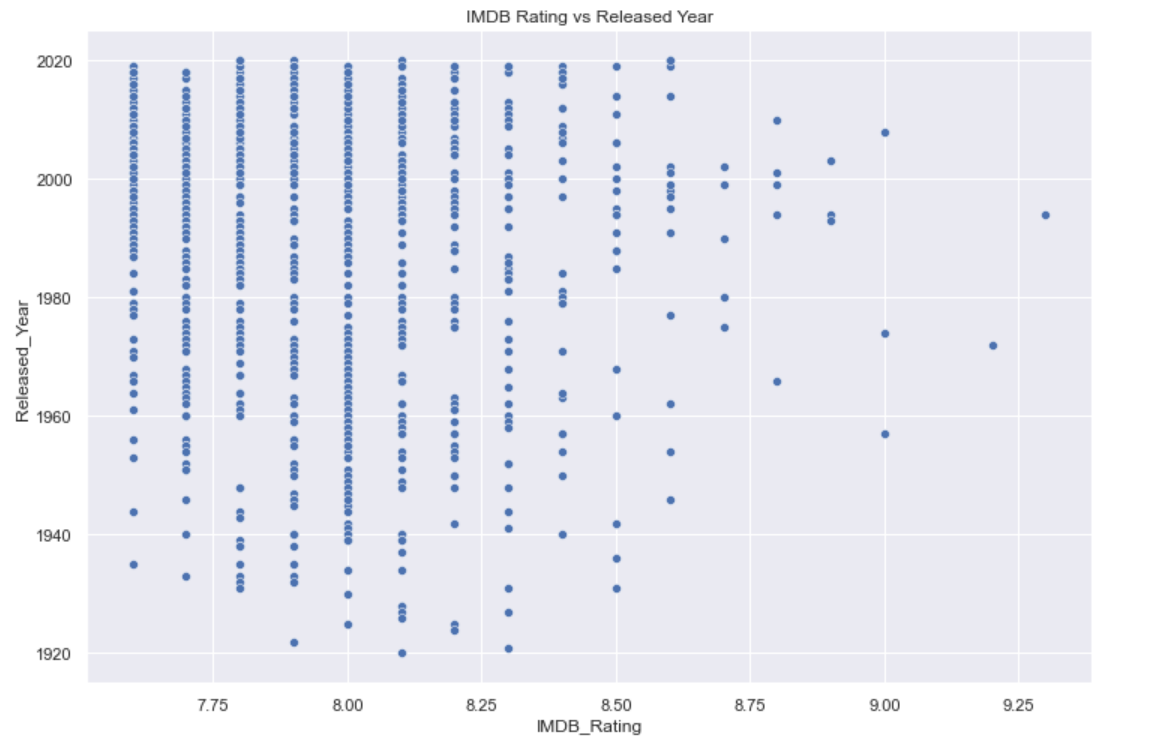 IMDB Rating vs Released Year
2020
2000
1980
1960
1940
1920
Released_Year
7.75 8.00 8.25 8.50 8.75 9.00 9.25
IMDB_Rating